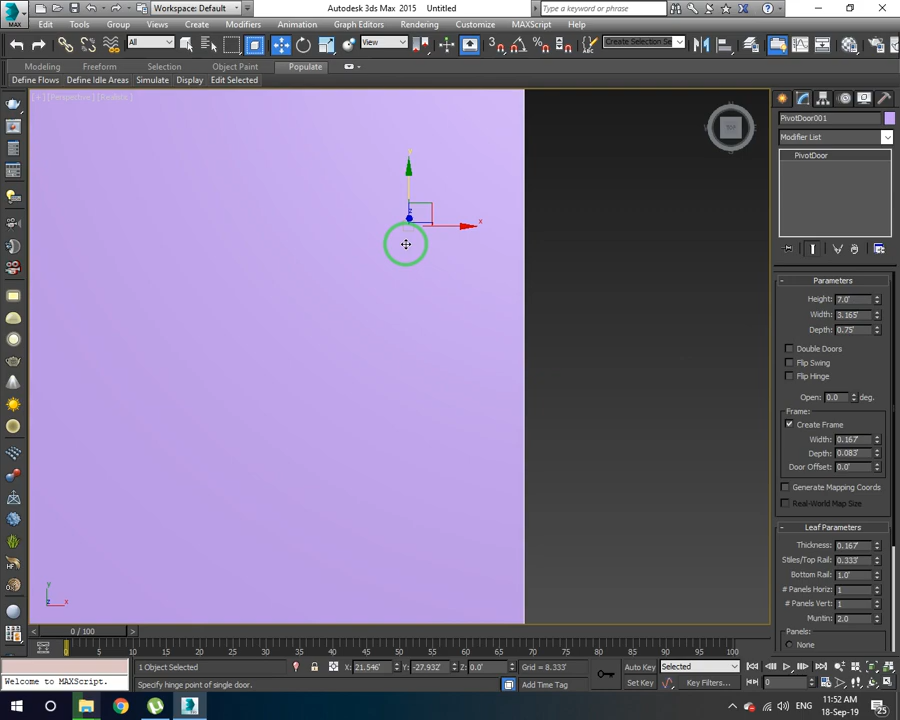 MAX
Workspace: Default
Autodesk 3ds Max 2015 Untitled
Type a keyword or phrase
Edit Tools Group Views Create Modifiers Animation Graph Editors Rendering Customize MAXScript Help
All
View
Create Selection Se
Modeling Freeform Selection Object Paint Populate
Define Flows Define Idle Areas Simulate Display Edit Selected
[+] [Perspective] [Realistic]
TOP
PivotDoor001
Modifier List
PivotDoor
y
z
x
Parameters
Height: 7.0'
Width: 3.165'
Depth: 0.75'
Double Doors
Flip Swing
Flip Hinge
Open: 0.0 deg.
Frame:
Create Frame
Width: 0.167'
Depth: 0.083'
Door Offset: 0.0'
Generate Mapping Coords
Real-World Map Size
Leaf Parameters
Thickness: 0.167'
Stiles/Top Rail: 0.333'
Bottom Rail: 1.0'
# Panels Horiz: 1
# Panels Vert: 1
Muntin: 2.0
Panels:
None
y
z
x
0 / 100
0 5 10 15 20 25 30 35 40 45 50 55 60 65 70 75 80 85 90 95 100
1 Object Selected
X: 21.546' Y: -27.932' Z: 0.0' Grid = 8.333'
Auto Key Selected
Welcome to MAXScript.
Specify hinge point of single door.
Add Time Tag
Set Key Key Filters...
0
ENG
11:52 AM
18-Sep-19
25